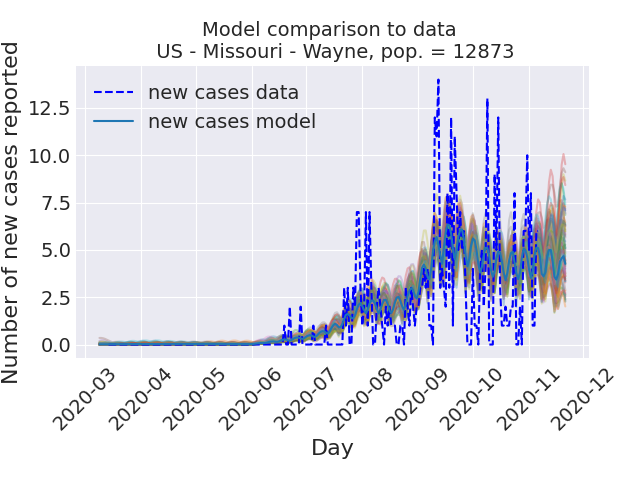 Model comparison to data
US - Missouri - Wayne, pop. = 12873
Number of new cases reported
12.5
10.0
7.5
5.0
2.5
0.0
new cases data
new cases model
2020-03
2020-04
2020-05
2020-06
2020-07
2020-08
2020-09
2020-10
2020-11
2020-12
Day